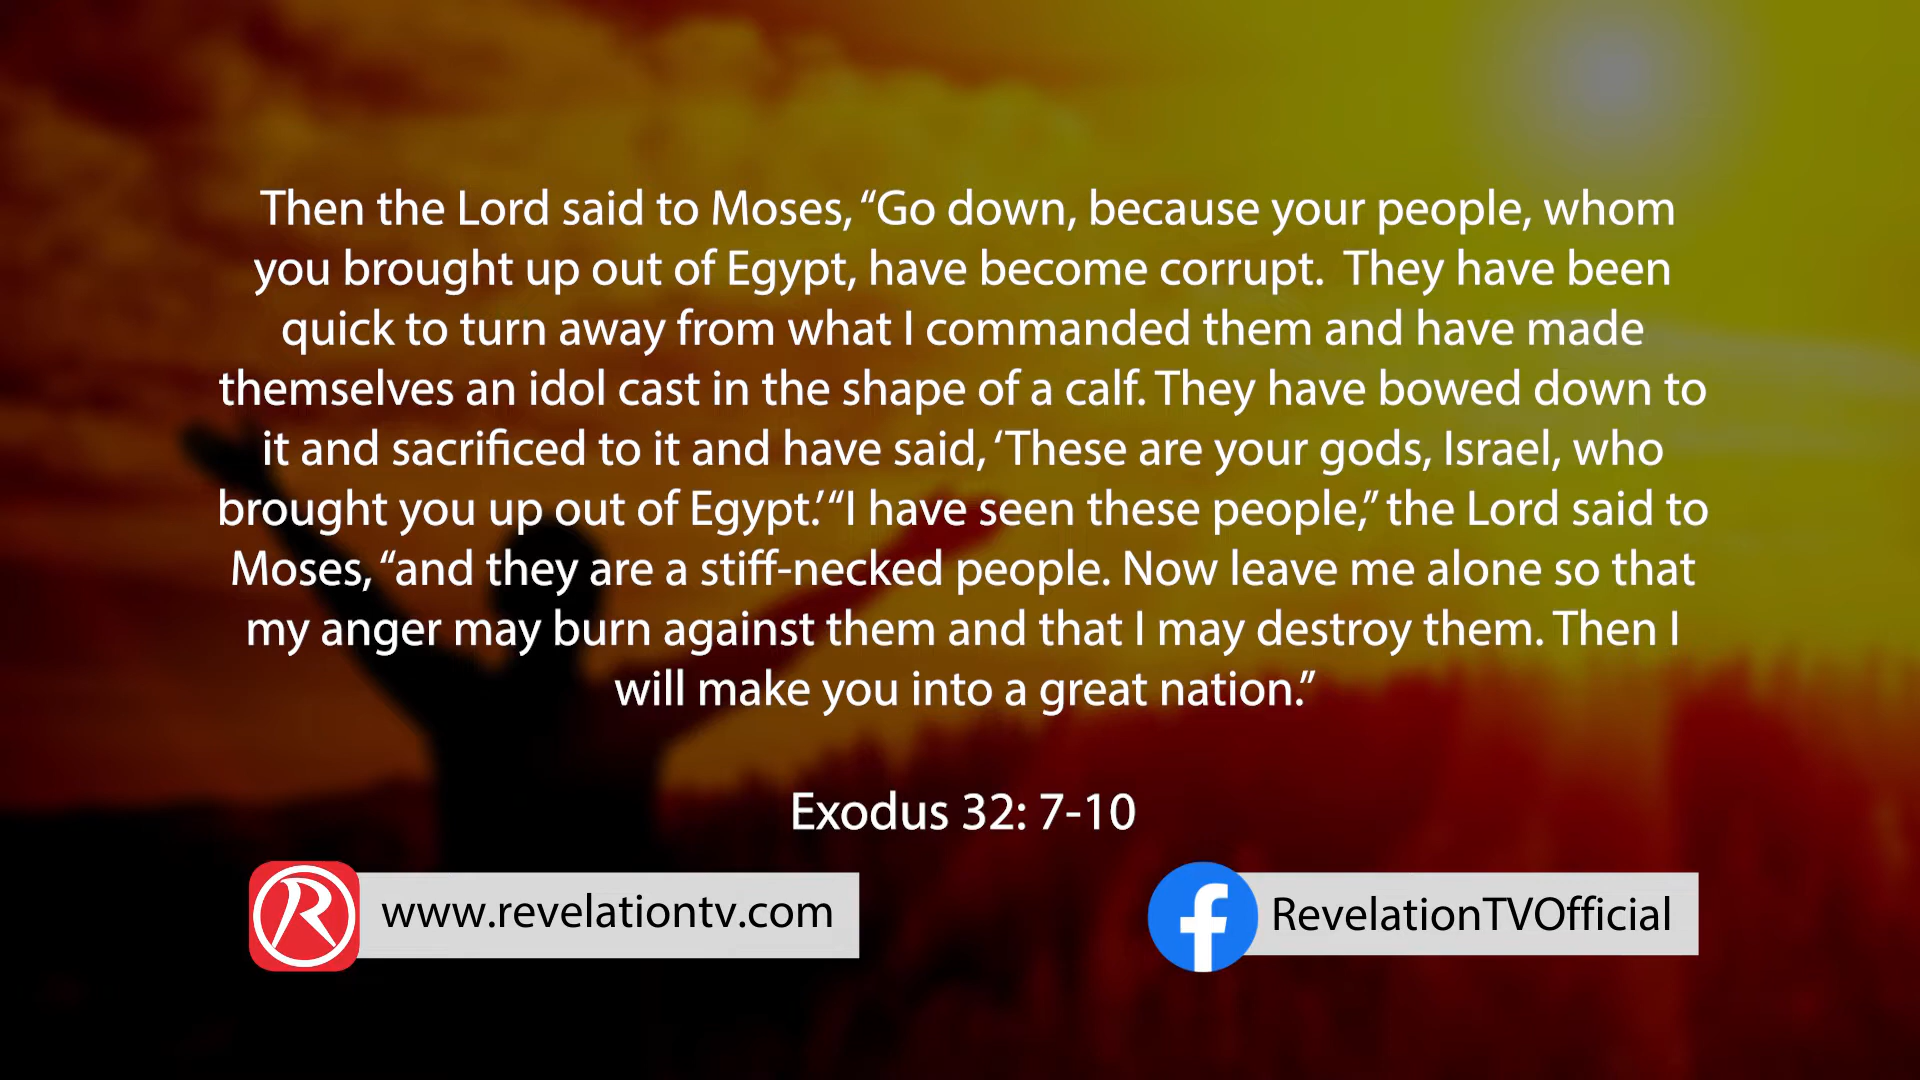 Then the Lord said to Moses, “Go down, because your people, whom
you brought up out of Egypt, have become corrupt.  They have been
quick to turn away from what I commanded them and have made
themselves an idol cast in the shape of a calf. They have bowed down to
it and sacrificed to it and have said, ‘These are your gods, Israel, who
brought you up out of Egypt.’ “I have seen these people,” the Lord said to
Moses, “and they are a stiff-necked people. Now leave me alone so that
my anger may burn against them and that I may destroy them. Then I
will make you into a great nation.”
Exodus 32: 7-10
www.revelationtv.com
RevelationTVOfficial